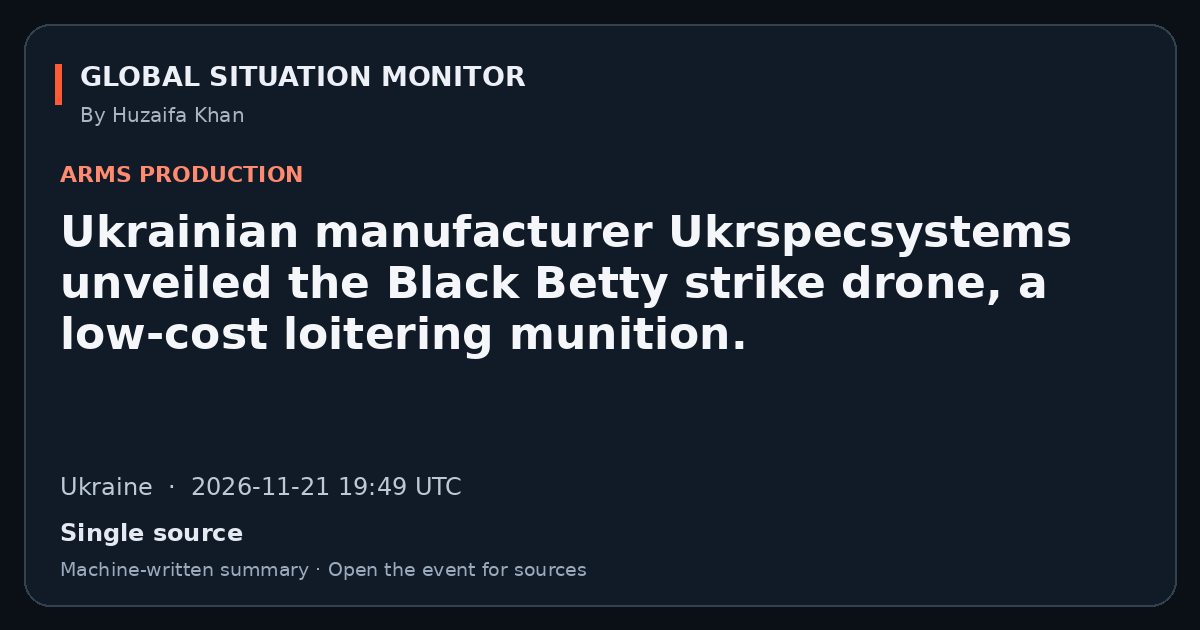 GLOBAL SITUATION MONITOR
By Huzaifa Khan
ARMS PRODUCTION
Ukrainian manufacturer Ukrspecsystems
unveiled the Black Betty strike drone, a
low-cost loitering munition.
Ukraine · 2026-11-21 19:49 UTC
Single source
Machine-written summary · Open the event for sources